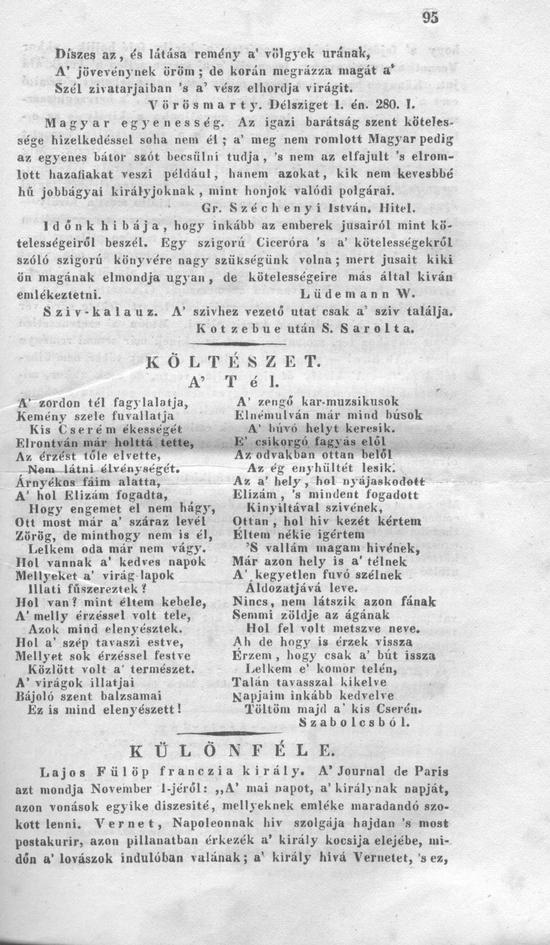 95
Díszes az, és látása remény a' völgyek urának,
A' jövevénynek öröm; de korán megrázza magát a'
Szél zivatarjaiban 's a' vész elhordja virágit.
Vörösmarty. Délsziget I. én. 280. l.
Magyar egyenesség. Az igazi barátság szent köteles-
sége hizelkedéssel soha nem él; a' meg nem romlott Magyar pedig
az egyenes bátor szót becsülni tudja, 's nem az elfajult 's elrom-
lott hazafiakat veszi például, hanem azokat, kik nem kevesbbé
hű jobbágyai királyjoknak, mint honjok valódi polgárai.
Gr. Széchenyi István. Hitel.
Időnk hibája, hogy inkább az emberek jusairól mint kö-
telességeiről beszél. Egy szigorú Ciceróra 's a' kötelességekről
szóló szigorú könyvére nagy szükségünk volna; mert jusait kiki
ön magának elmondja ugyan, de kötelességeire más által kiván
emlékeztetni. Lüdemann W.
Sziv-kalauz. A' szivhez vezető utat csak a' sziv találja.
Kotzebue után S. Sarolta.
KÖLTÉSZET.
A' Tél.
A' zordon tél fagylalatja,
Kemény szele fuvallatja
Kis Cserém ékességét
Elrontván már holttá tette,
Az érzést tőle elvette,
Nem látni élvénységét.
Árnyékos fáim alatta,
A' hol Elizám fogadta,
Hogy engemet el nem hágy,
Ott most már a' száraz levél
Zörög, de minthogy nem is él,
Lelkem oda már nem vágy.
Hol vannak a' kedves napok
Mellyeket a' virág lapok
Illati fűszereztek?
Hol van? mint éltem kebele,
A' melly érzéssel volt tele,
Azok mind elenyésztek.
Hol a' szép tavaszi estve,
Mellyet sok érzéssel festve
Közlött volt a' természet.
A' virágok illatjai
Bájoló szent balzsamai
Ez is mind elenyészett!
A' zengő kar-muzsikusok
Elnémulván már mind búsok
A' búvó helyt keresik.
E' csikorgó fagyás elől
Az odvakban ottan belől
Az ég enyhültét lesik.
Az a' hely, hol nyájaskodott
Elizám, 's mindent fogadott
Kinyiltával szivének,
Ottan, hol hiv kezét kértem
Éltem nékie igértem
'S vallám magam hivének,
Már azon hely is a' télnek
A' kegyetlen fuvó szélnek
Áldozatjává leve.
Nincs, nem látszik azon fának
Semmi zöldje az ágának
Hol fel volt metszve neve.
Ah de hogy is érzek vissza
Érzem, hogy csak a' bút issza
Lelkem e' komor telén,
Talán tavasszal kikelve
Napjaim inkább kedvelve
Töltöm majd a' kis Cserén.
Szabolcsból.
KÜLÖNFÉLE.
Lajos Fülöp franczia király. A' Journal de Paris
azt mondja November 1-jéről: „A' mai napot, a' királynak napját,
azon vonások egyike diszesité, mellyeknek emléke maradandó szo-
kott lenni. Vernet, Napoleonnak hiv szolgája hajdan 's most
postakurir, azon pillanatban érkezék a' király kocsija elejébe, mi-
dőn a' lovászok indulóban valának; a' király hivá Vernetet, 's ez,